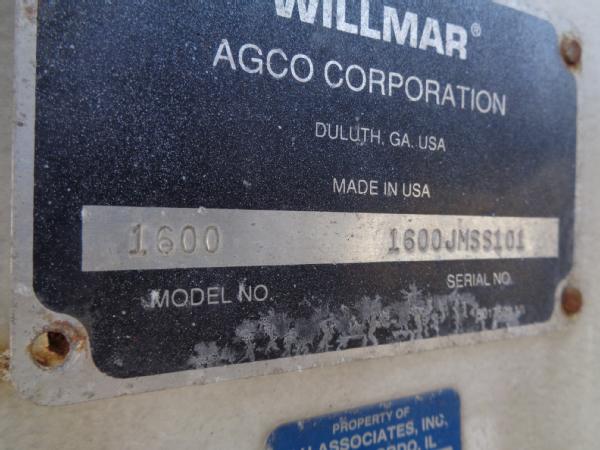 WILLMAR®
AGCO CORPORATION
DULUTH, GA. USA
MADE IN USA
1600 1600JMSS101
MODEL NO. SERIAL NO.
PROPERTY OF
ASSOCIATES, INC.
IL